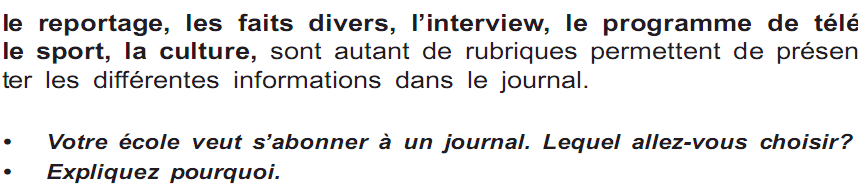 le reportage, les faits divers, l'interview, le programme de télé
le sport, la culture, sont autant de rubriques permettent de présen
ter les différentes informations dans le journal.
• Votre école veut s'abonner à un journal. Lequel allez-vous choisir?
• Expliquez pourquoi.